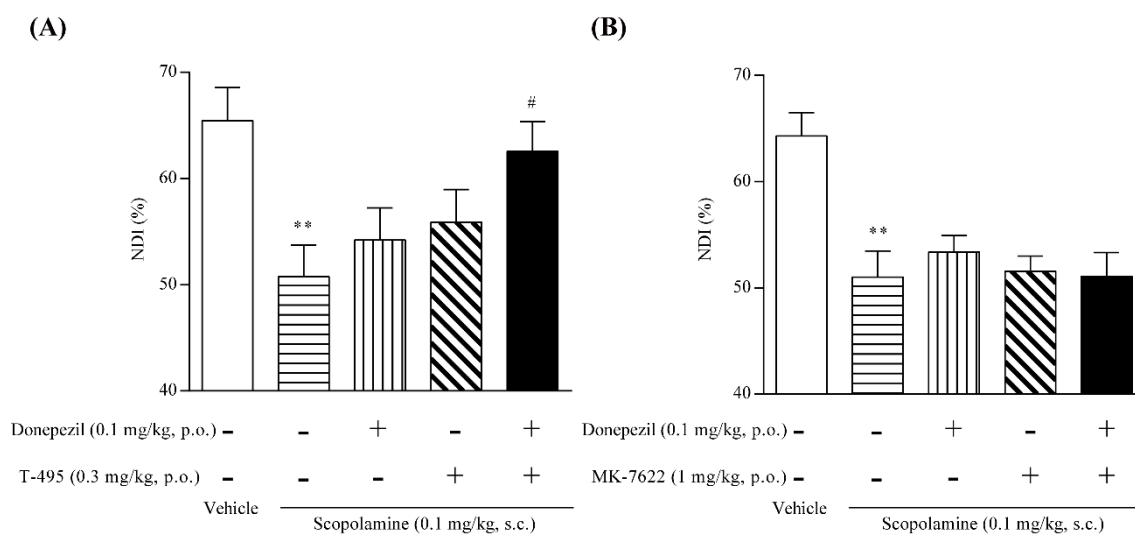 (A)
70
60
50
40
NDI (%)
**
#
Donepezil (0.1 mg/kg, p.o.) - - + - +
T-495 (0.3 mg/kg, p.o.) - - - + +
Vehicle
Scopolamine (0.1 mg/kg, s.c.)
(B)
70
60
50
40
NDI (%)
**
Donepezil (0.1 mg/kg, p.o.) - - + - +
MK-7622 (1 mg/kg, p.o.) - - - + +
Vehicle
Scopolamine (0.1 mg/kg, s.c.)